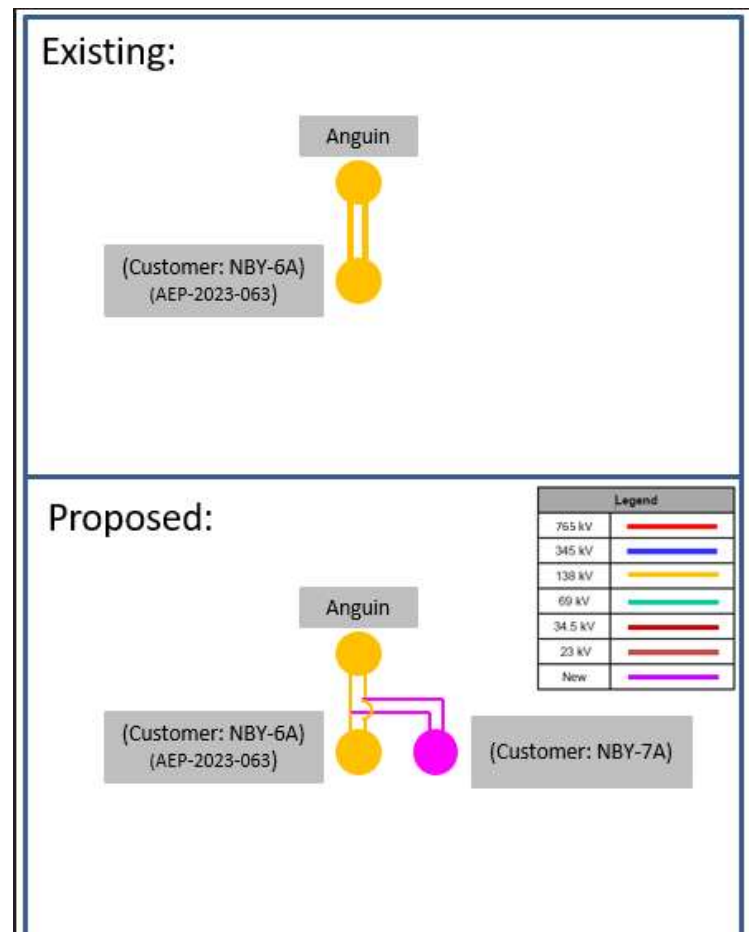 Existing:
Anguin
(Customer: NBY-6A)
(AEP-2023-063)
Proposed:
Legend
765 kV
345 kV
138 kV
69 kV
34.5 kV
23 kV
New
Anguin
(Customer: NBY-6A)
(AEP-2023-063)
(Customer: NBY-7A)